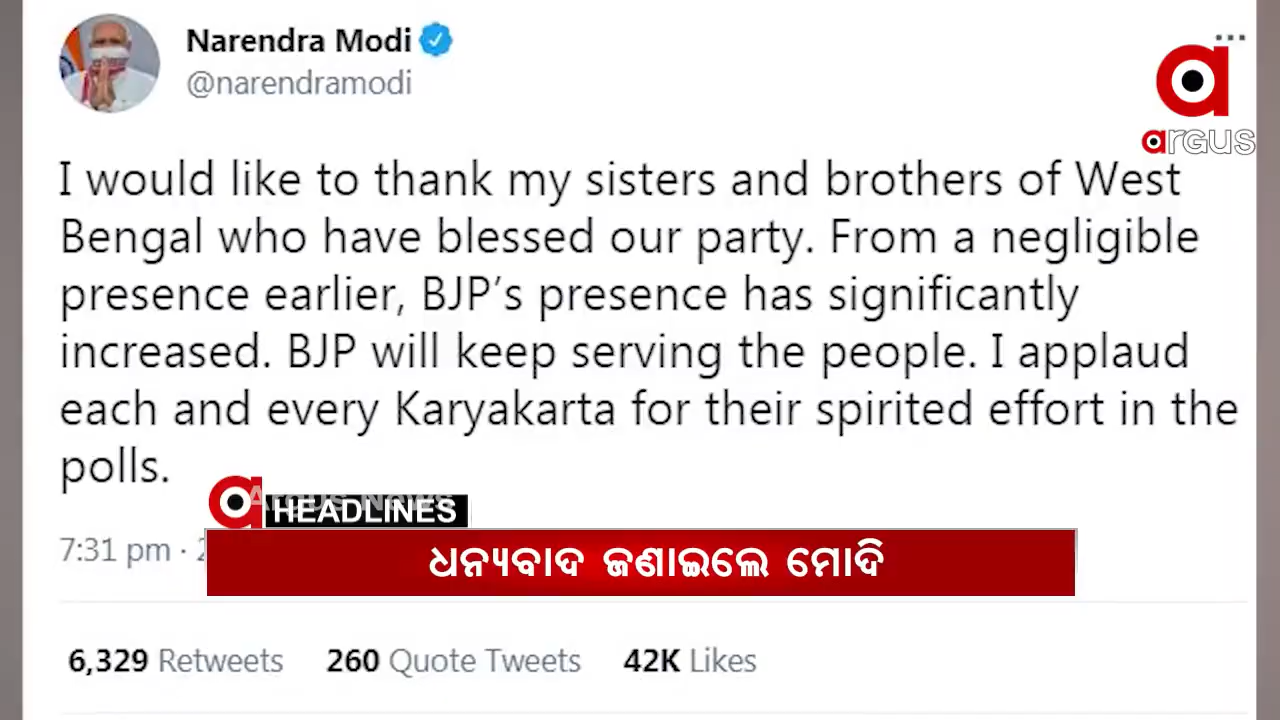 Narendra Modi
@narendramodi
argus
I would like to thank my sisters and brothers of West
Bengal who have blessed our party. From a negligible
presence earlier, BJP’s presence has significantly
increased. BJP will keep serving the people. I applaud
each and every Karyakarta for their spirited effort in the
polls.
Argus News
HEADLINES
7:31 pm ·
ଧନ୍ୟବାଦ ଜଣାଇଲେ ମୋଦି
6,329 Retweets 260 Quote Tweets 42K Likes